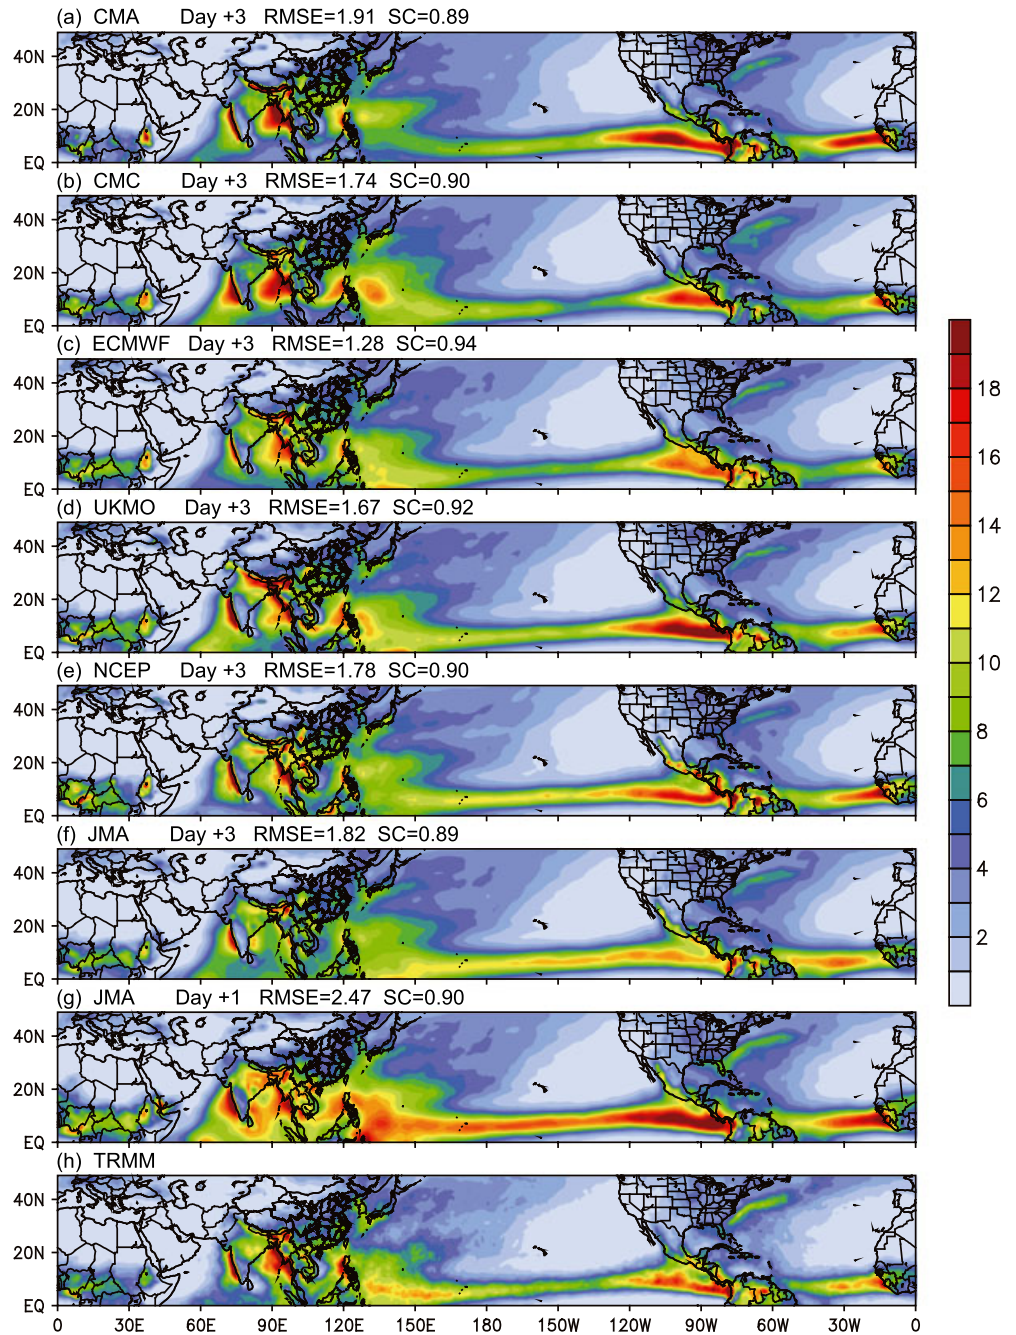 (a) CMA Day +3 RMSE=1.91 SC=0.89
40N
20N
EQ
(b) CMC Day +3 RMSE=1.74 SC=0.90
40N
20N
EQ
(c) ECMWF Day +3 RMSE=1.28 SC=0.94
40N
20N
EQ
(d) UKMO Day +3 RMSE=1.67 SC=0.92
40N
20N
EQ
(e) NCEP Day +3 RMSE=1.78 SC=0.90
40N
20N
EQ
(f) JMA Day +3 RMSE=1.82 SC=0.89
40N
20N
EQ
(g) JMA Day +1 RMSE=2.47 SC=0.90
40N
20N
EQ
(h) TRMM
40N
20N
EQ
0 30E 60E 90E 120E 150E 180 150W 120W 90W 60W 30W 0
18
16
14
12
10
8
6
4
2